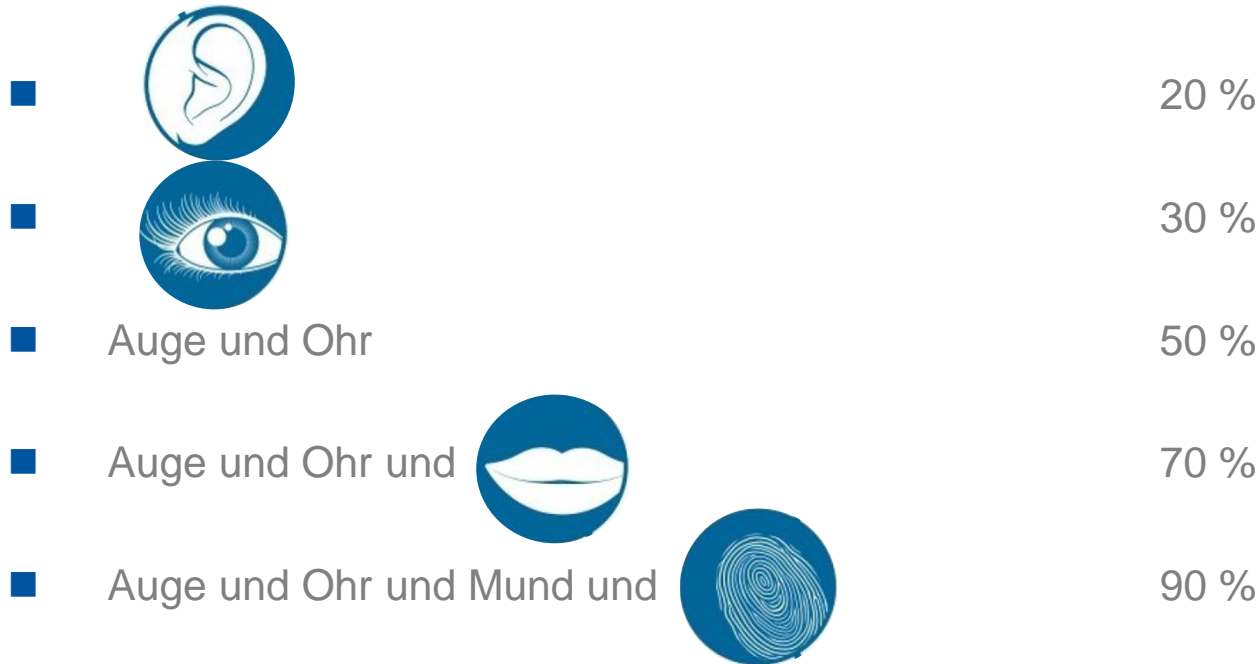 20 %
30 %
Auge und Ohr 50 %
Auge und Ohr und 70 %
Auge und Ohr und Mund und 90 %